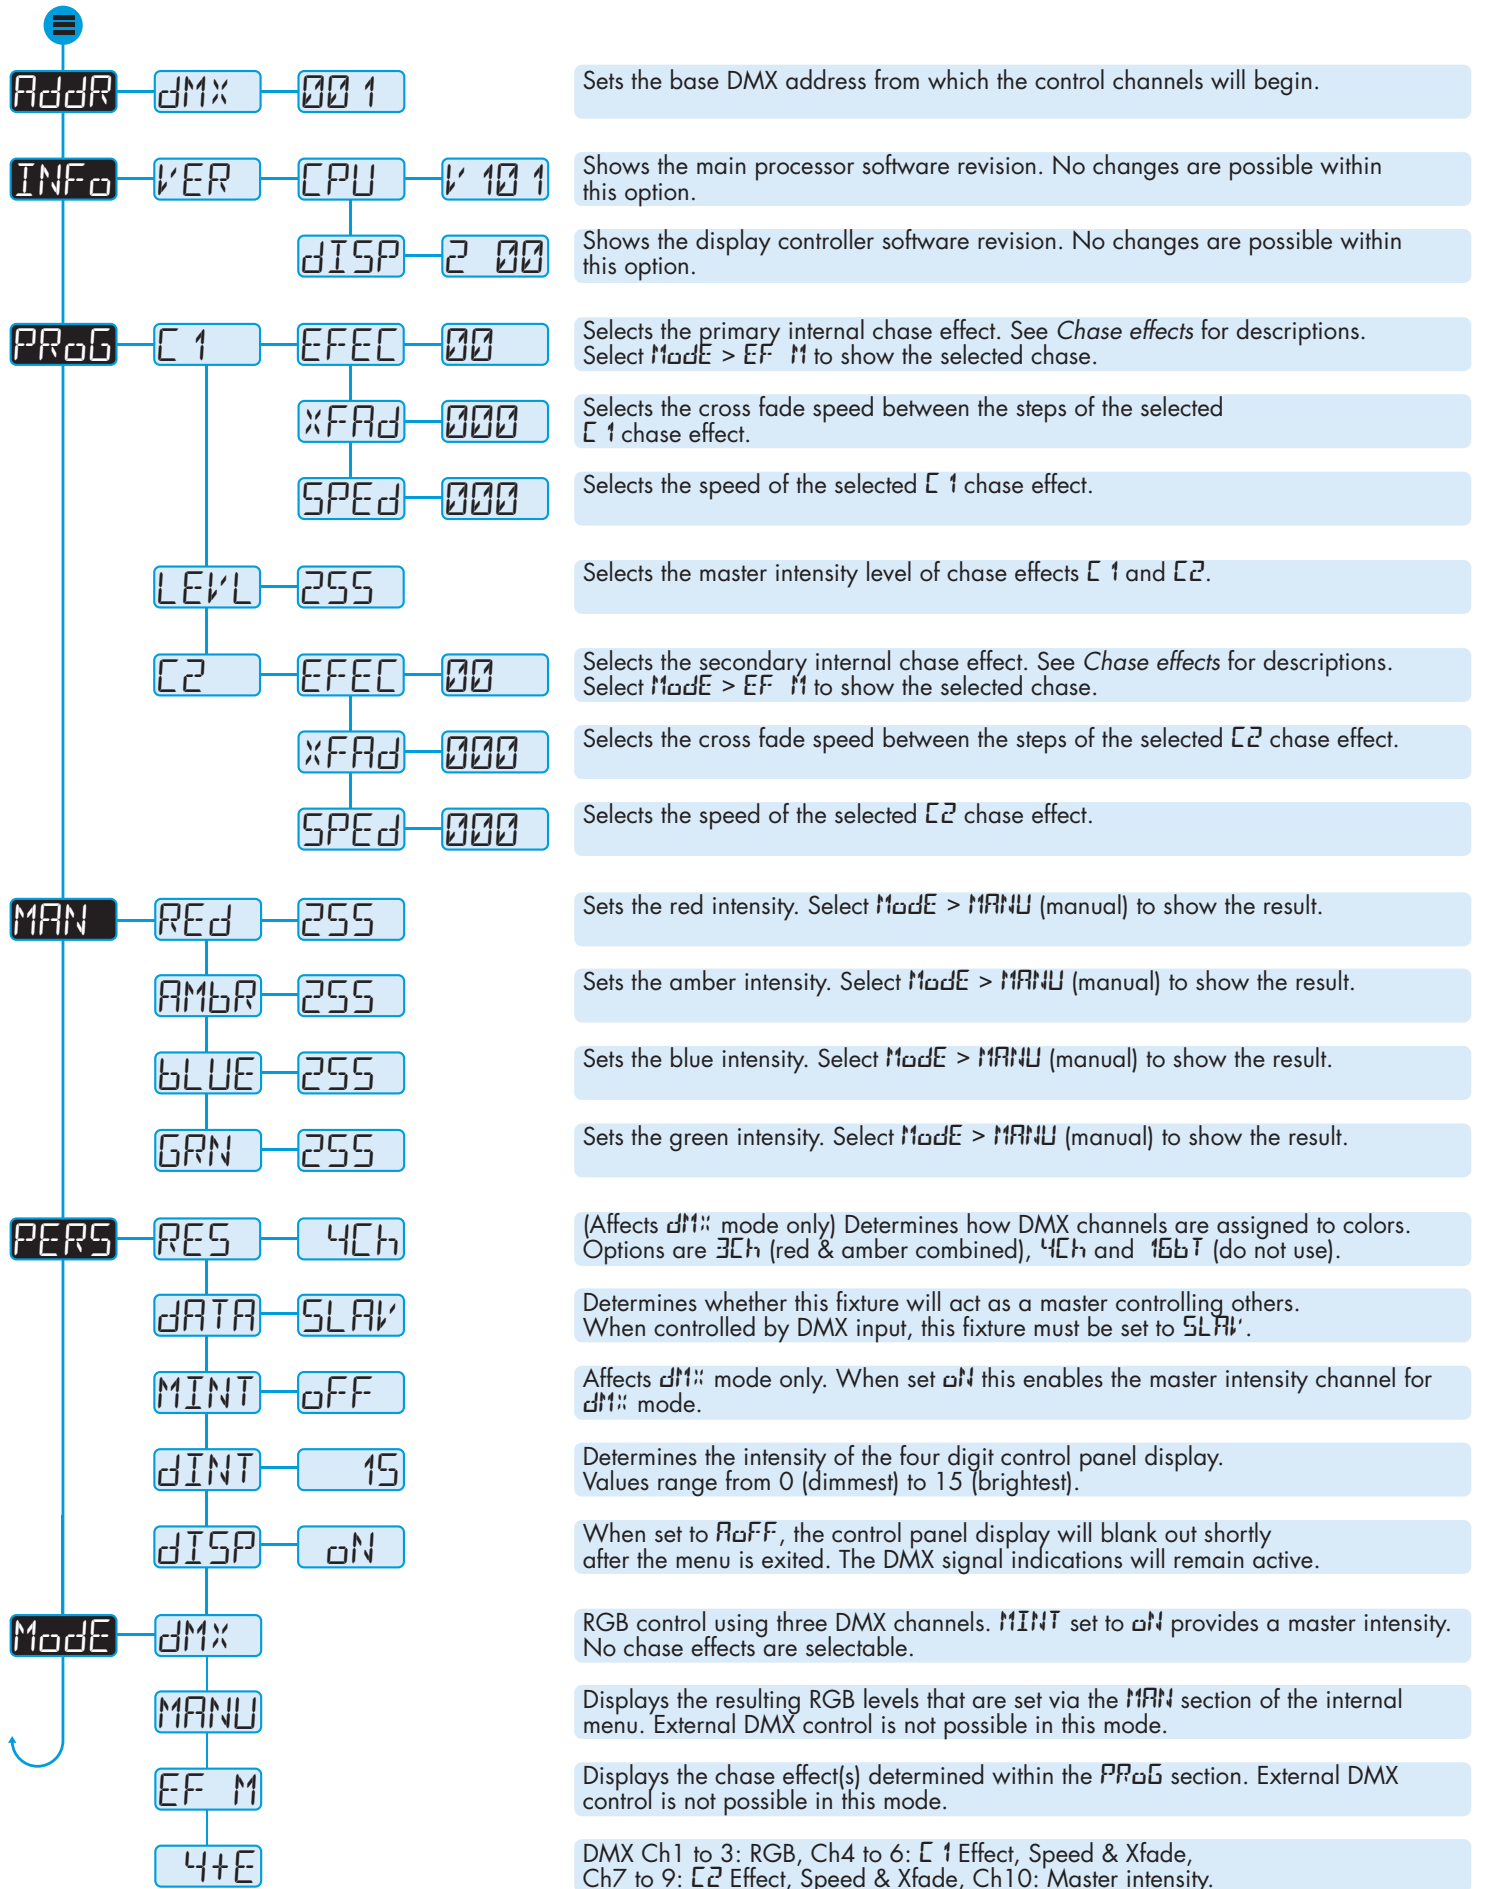 AddR dMX 001 Sets the base DMX address from which the control channels will begin.
INFo VER CPU V 101 Shows the main processor software revision. No changes are possible within
this option.
dISP 2 00 Shows the display controller software revision. No changes are possible within
this option.
PRoG C 1 EFEC 00 Selects the primary internal chase effect. See Chase effects for descriptions.
Select ModE > EF M to show the selected chase.
XFAd 000 Selects the cross fade speed between the steps of the selected
C 1 chase effect.
SPEd 000 Selects the speed of the selected C 1 chase effect.
LEVL 255 Selects the master intensity level of chase effects C 1 and C2.
C2 EFEC 00 Selects the secondary internal chase effect. See Chase effects for descriptions.
Select ModE > EF M to show the selected chase.
XFAd 000 Selects the cross fade speed between the steps of the selected C2 chase effect.
SPEd 000 Selects the speed of the selected C2 chase effect.
MAN REd 255 Sets the red intensity. Select ModE > MANU (manual) to show the result.
AMbR 255 Sets the amber intensity. Select ModE > MANU (manual) to show the result.
bLUE 255 Sets the blue intensity. Select ModE > MANU (manual) to show the result.
GRN 255 Sets the green intensity. Select ModE > MANU (manual) to show the result.
PERS RES 4Ch (Affects dMX mode only) Determines how DMX channels are assigned to colors.
Options are 3Ch (red & amber combined), 4Ch and 16bT (do not use).
dATA SLAV Determines whether this fixture will act as a master controlling others.
When controlled by DMX input, this fixture must be set to SLAV.
MINT oFF Affects dMX mode only. When set oN this enables the master intensity channel for
dMX mode.
dINT 15 Determines the intensity of the four digit control panel display.
Values range from 0 (dimmest) to 15 (brightest).
dISP oN When set to AoFF, the control panel display will blank out shortly
after the menu is exited. The DMX signal indications will remain active.
ModE dMX RGB control using three DMX channels. MINT set to oN provides a master intensity.
No chase effects are selectable.
MANU Displays the resulting RGB levels that are set via the MAN section of the internal
menu. External DMX control is not possible in this mode.
EF M Displays the chase effect(s) determined within the PRoG section. External DMX
control is not possible in this mode.
4+E DMX Ch1 to 3: RGB, Ch4 to 6: C 1 Effect, Speed & Xfade,
Ch7 to 9: C2 Effect, Speed & Xfade, Ch10: Master intensity.